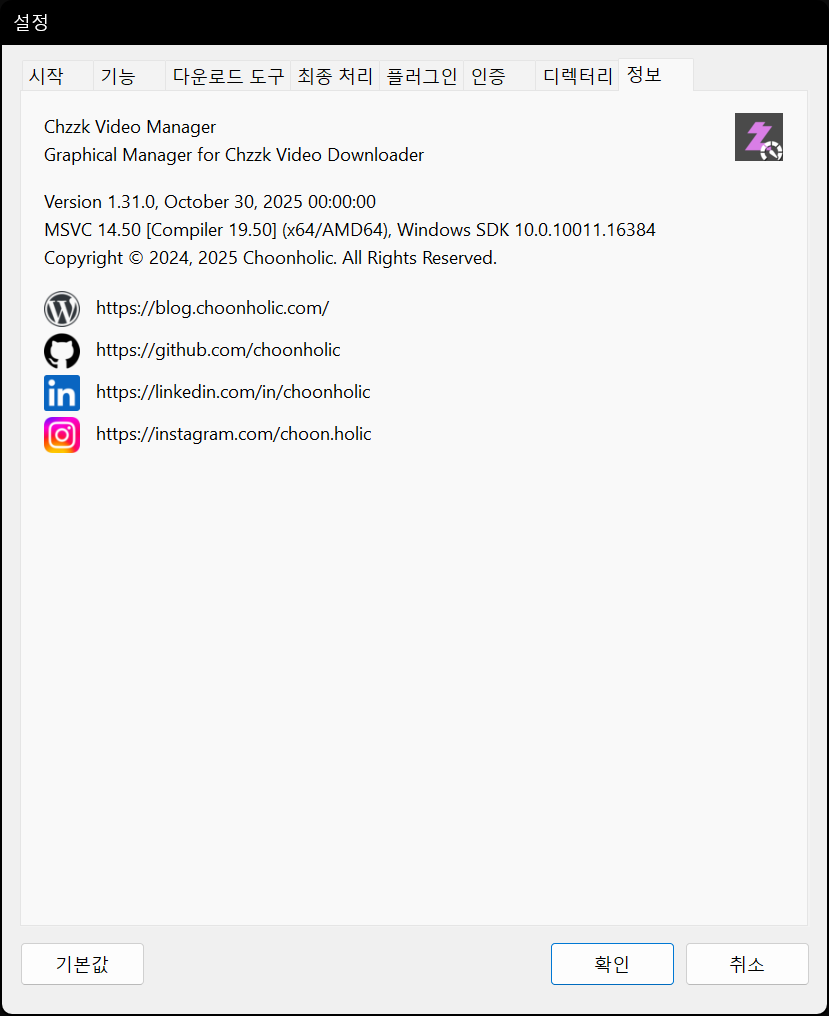 설정
시작 기능 다운로드 도구 최종 처리 플러그인 인증 디렉터리 정보
Chzzk Video Manager
Graphical Manager for Chzzk Video Downloader
Version 1.31.0, October 30, 2025 00:00:00
MSVC 14.50 [Compiler 19.50] (x64/AMD64), Windows SDK 10.0.10011.16384
Copyright © 2024, 2025 Choonholic. All Rights Reserved.
https://blog.choonholic.com/
https://github.com/choonholic
https://linkedin.com/in/choonholic
https://instagram.com/choon.holic
기본값 확인 취소